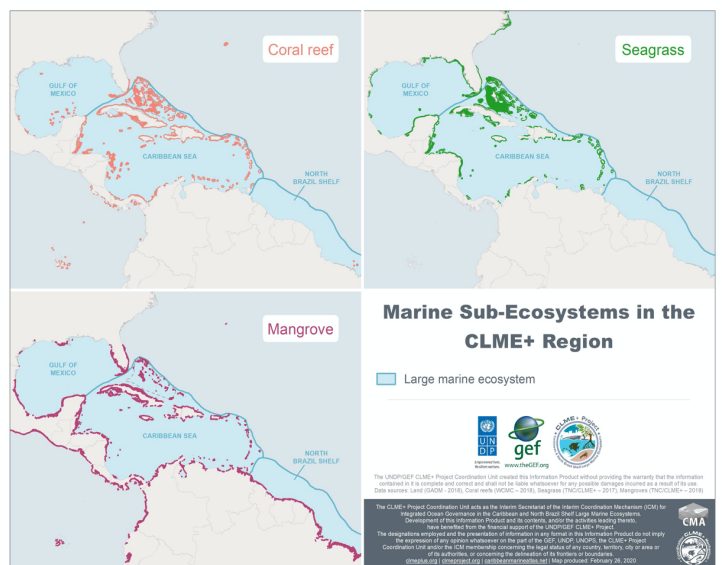 Coral reef
GULF OF
MEXICO
CARIBBEAN SEA
NORTH
BRAZIL SHELF
Seagrass
GULF OF
MEXICO
CARIBBEAN SEA
NORTH
BRAZIL SHELF
Mangrove
GULF OF
MEXICO
CARIBBEAN SEA
NORTH
BRAZIL SHELF
Marine Sub-Ecosystems in the
CLME+ Region
Large marine ecosystem
U N
D P
gef
www.theGEF.org
CLME+ Project
The UNDP/GEF CLME+ Project Coordination Unit created this Information Product without providing the warranty that the information
contained in it is complete and correct and shall not be liable whatsoever for any possible damages incurred as a result of its use.
Data sources: Land (GADM - 2018), Coral reefs (WCMC – 2018), Seagrass (TNC/CLME+ – 2017), Mangroves (TNC/CLME+ – 2018)
The CLME+ Project Coordination Unit acts as the Interim Secretariat of the Interim Coordination Mechanism (ICM) for
Integrated Ocean Governance in the Caribbean and North Brazil Shelf Large Marine Ecosystems.
Development of this Information Product and its contents, and/or the activities leading thereto,
have benefited from the financial support of the UNDP/GEF CLME+ Project.
The designations employed and the presentation of information in any format in this Information Product do not imply
the expression of any opinion whatsoever on the part of the GEF, UNDP, UNOPS, the CLME+ Project
Coordination Unit and/or the ICM membership concerning the legal status of any country, territory, city or area or
of its authorities, or concerning the delineation of its frontiers or boundaries.
clmeplus.org | clmeproject.org | caribbeanmarineatlas.net | Map produced: February 26, 2020
CMA